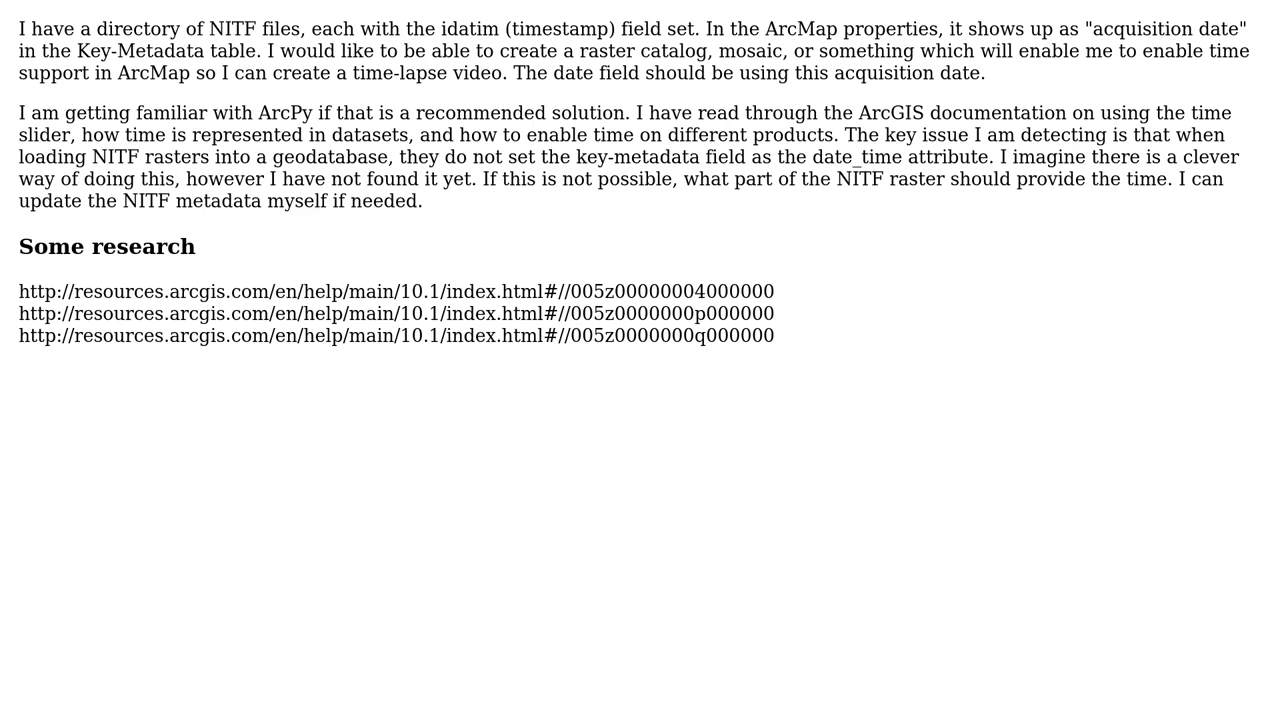 I have a directory of NITF files, each with the idatim (timestamp) field set. In the ArcMap properties, it shows up as "acquisition date"
in the Key-Metadata table. I would like to be able to create a raster catalog, mosaic, or something which will enable me to enable time
support in ArcMap so I can create a time-lapse video. The date field should be using this acquisition date.
I am getting familiar with ArcPy if that is a recommended solution. I have read through the ArcGIS documentation on using the time
slider, how time is represented in datasets, and how to enable time on different products. The key issue I am detecting is that when
loading NITF rasters into a geodatabase, they do not set the key-metadata field as the date_time attribute. I imagine there is a clever
way of doing this, however I have not found it yet. If this is not possible, what part of the NITF raster should provide the time. I can
update the NITF metadata myself if needed.
Some research
http://resources.arcgis.com/en/help/main/10.1/index.html#//005z00000004000000
http://resources.arcgis.com/en/help/main/10.1/index.html#//005z0000000p000000
http://resources.arcgis.com/en/help/main/10.1/index.html#//005z0000000q000000